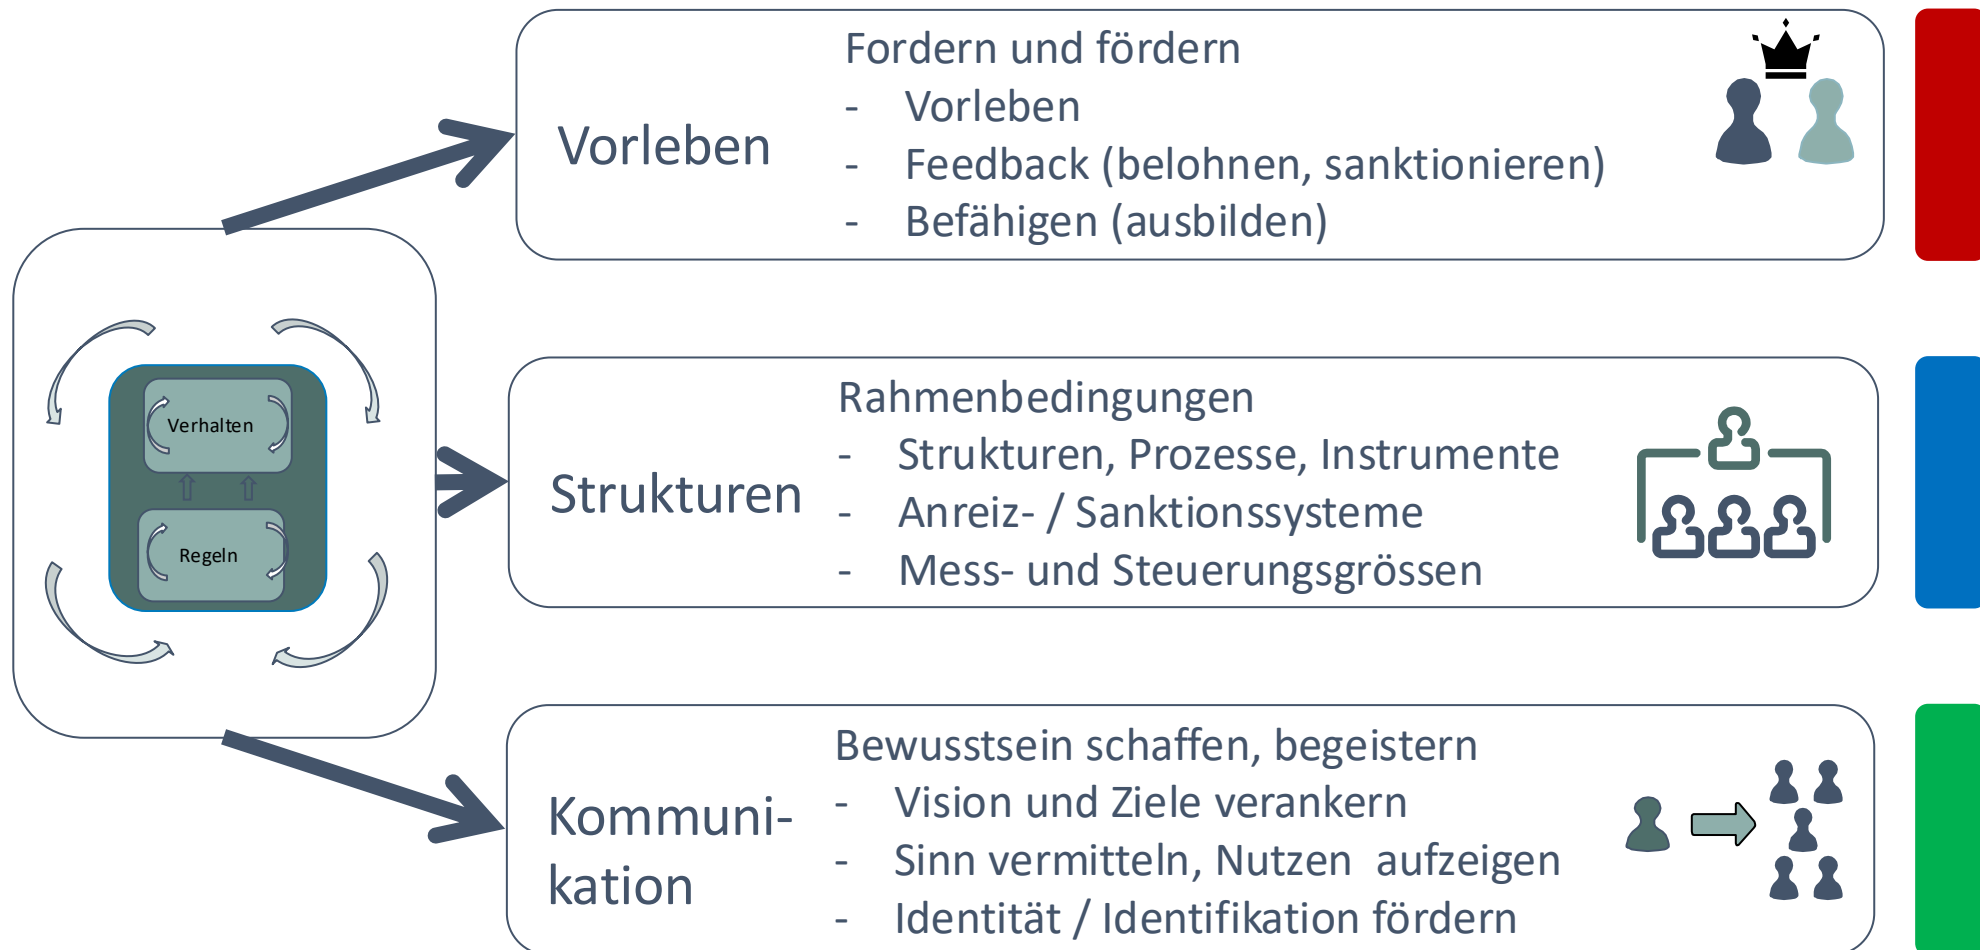 Vorleben
Fordern und fördern
- Vorleben
- Feedback (belohnen, sanktionieren)
- Befähigen (ausbilden)
Verhalten
Regeln
Strukturen
Rahmenbedingungen
- Strukturen, Prozesse, Instrumente
- Anreiz- / Sanktionssysteme
- Mess- und Steuerungsgrössen
Kommuni-
kation
Bewusstsein schaffen, begeistern
- Vision und Ziele verankern
- Sinn vermitteln, Nutzen  aufzeigen
- Identität / Identifikation fördern